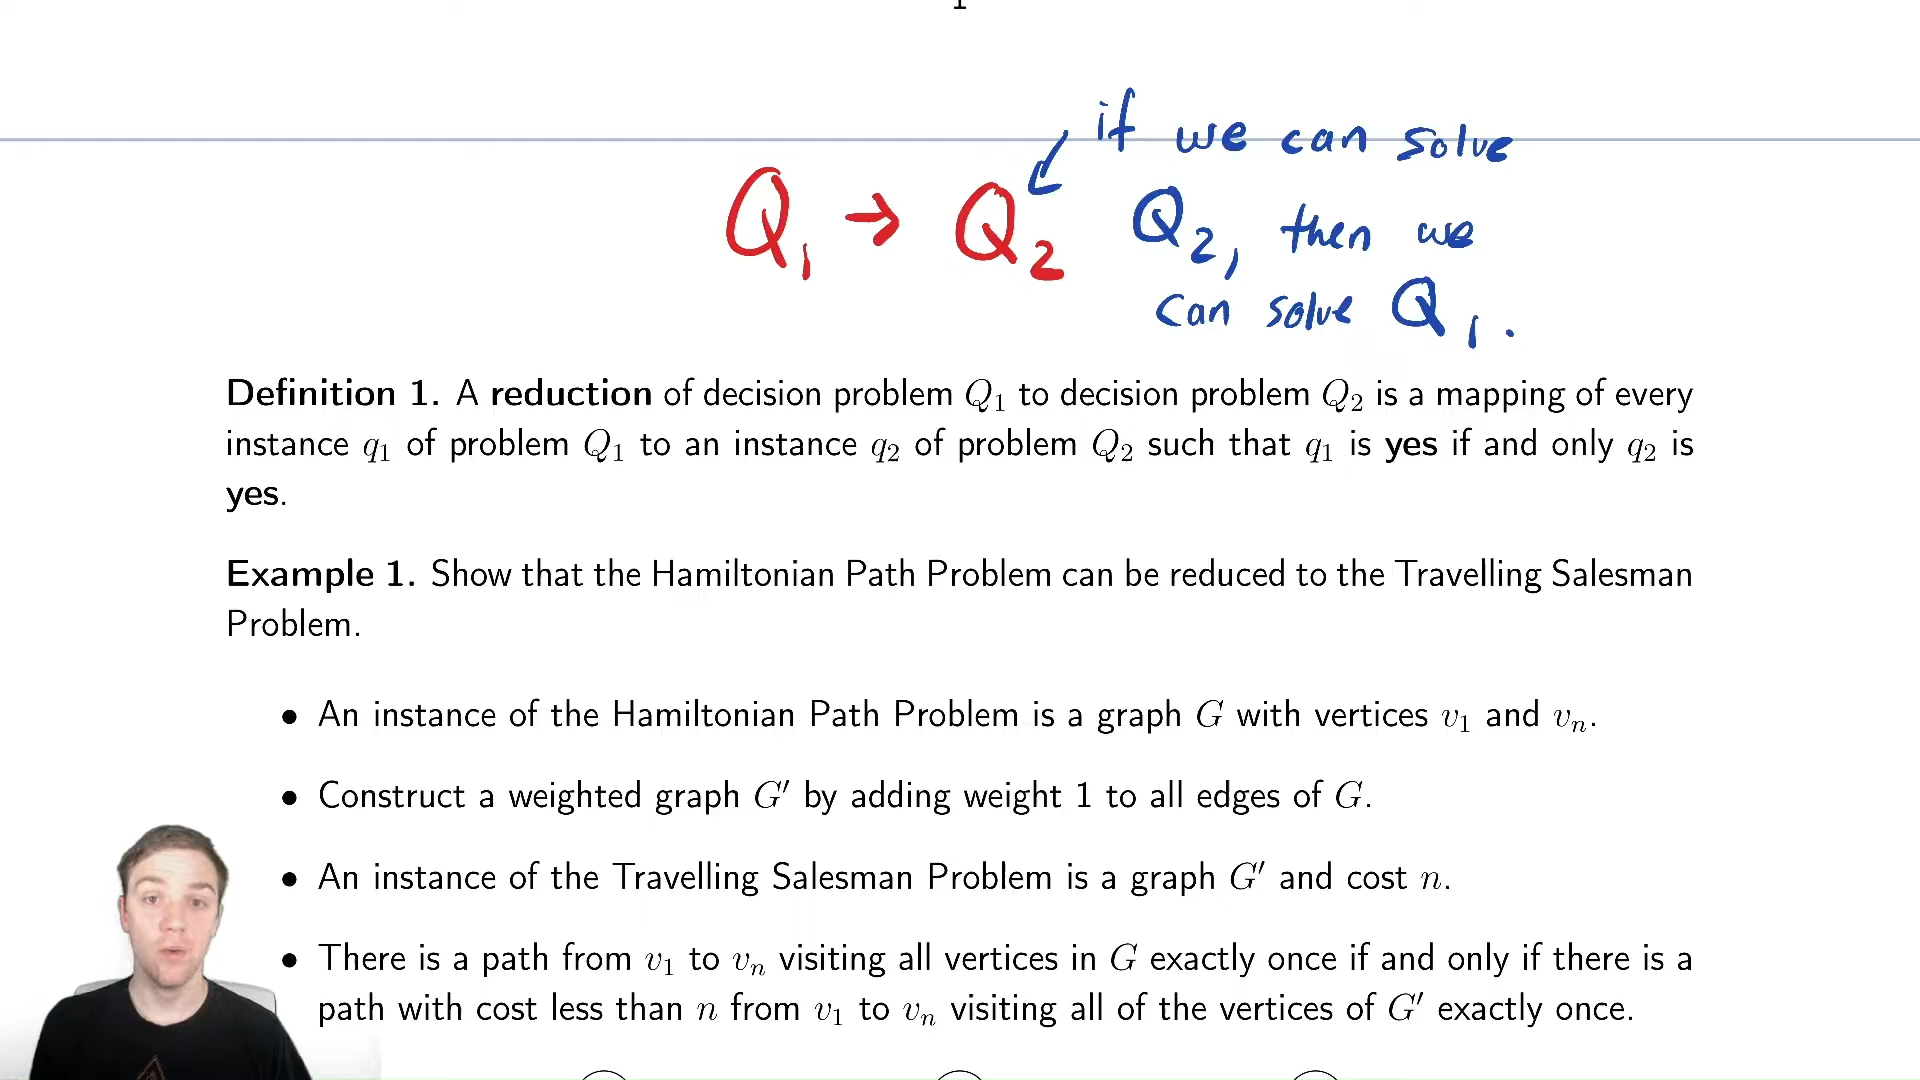 if we can solve
Q₁ → Q₂ Q₂, then we
can solve Q₁.
Definition 1. A reduction of decision problem Q₁ to decision problem Q₂ is a mapping of every
instance q₁ of problem Q₁ to an instance q₂ of problem Q₂ such that q₁ is yes if and only q₂ is
yes.
Example 1. Show that the Hamiltonian Path Problem can be reduced to the Travelling Salesman
Problem.
• An instance of the Hamiltonian Path Problem is a graph G with vertices v₁ and vₙ.
• Construct a weighted graph G′ by adding weight 1 to all edges of G.
• An instance of the Travelling Salesman Problem is a graph G′ and cost n.
• There is a path from v₁ to vₙ visiting all vertices in G exactly once if and only if there is a
path with cost less than n from v₁ to vₙ visiting all of the vertices of G′ exactly once.